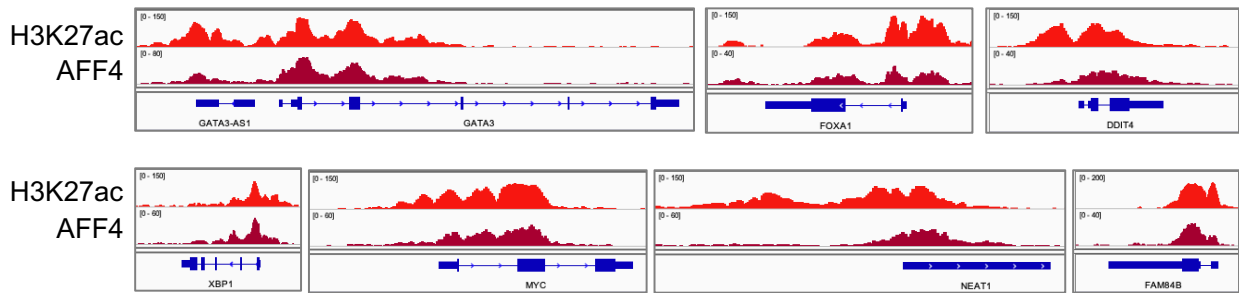 H3K27ac
AFF4
[0 - 150] [0 - 150] [0 - 150]
[0 - 80] [0 - 40] [0 - 40]
GATA3-AS1 GATA3 FOXA1 DDIT4
H3K27ac
AFF4
[0 - 150] [0 - 150] [0 - 150] [0 - 200]
[0 - 60] [0 - 60] [0 - 60] [0 - 40]
XBP1 MYC NEAT1 FAM84B